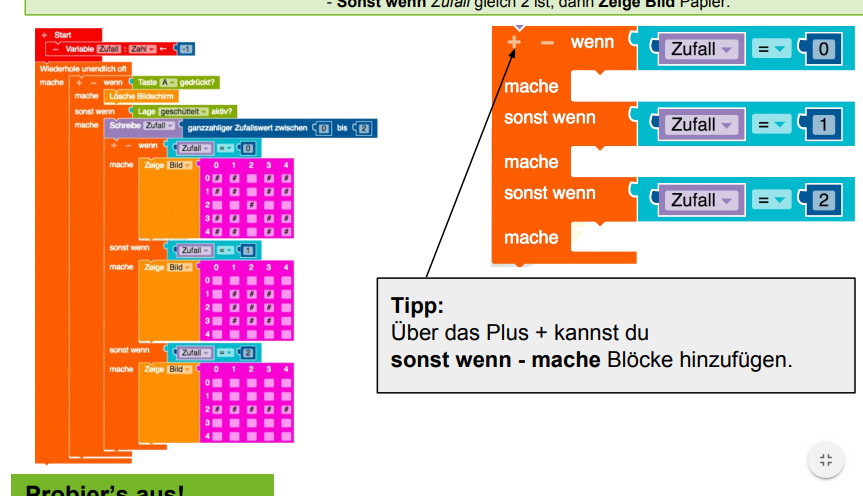 - Sonst wenn Zufall gleich 2 ist, dann Zeige Bild Papier.
+ Start
− Variable Zufall : Zahl ← -1
Wiederhole unendlich oft
mache + − wenn Taste A gedrückt?
mache Lösche Bildschirm
sonst wenn Lage geschüttelt aktiv?
mache Schreibe Zufall ganzzahliger Zufallswert zwischen 0 bis 2
+ − wenn Zufall = 0
mache Zeige Bild 0 1 2 3 4
0 # # # #
1 # # # #
2 #
3 # # # #
4 # # # #
sonst wenn Zufall = 1
mache Zeige Bild 0 1 2 3 4
0
1 # # #
2 # # #
3 # # #
4
sonst wenn Zufall = 2
mache Zeige Bild 0 1 2 3 4
0
1
2 # # # # #
3
4
+ − wenn Zufall = 0
mache
sonst wenn Zufall = 1
mache
sonst wenn Zufall = 2
mache
Tipp:
Über das Plus + kannst du
sonst wenn - mache Blöcke hinzufügen.
Probier's aus!